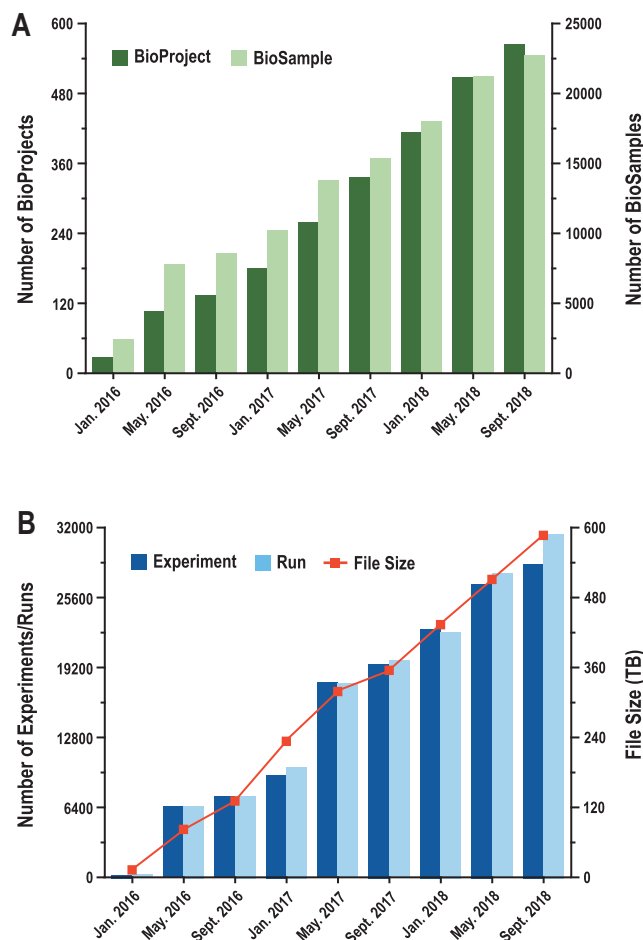 A
BioProject BioSample
Number of BioProjects
600
480
360
240
120
0
Number of BioSamples
25000
20000
15000
10000
5000
0
Jan. 2016 May. 2016 Sept. 2016 Jan. 2017 May. 2017 Sept. 2017 Jan. 2018 May. 2018 Sept. 2018
B
Experiment Run File Size
Number of Experiments/Runs
32000
25600
19200
12800
6400
0
File Size (TB)
600
480
360
240
120
0
Jan. 2016 May. 2016 Sept. 2016 Jan. 2017 May. 2017 Sept. 2017 Jan. 2018 May. 2018 Sept. 2018